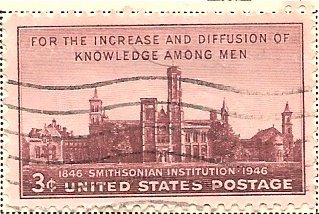 FOR THE INCREASE AND DIFFUSION OF
KNOWLEDGE AMONG MEN
1846 · SMITHSONIAN INSTITUTION · 1946
3¢ UNITED STATES POSTAGE